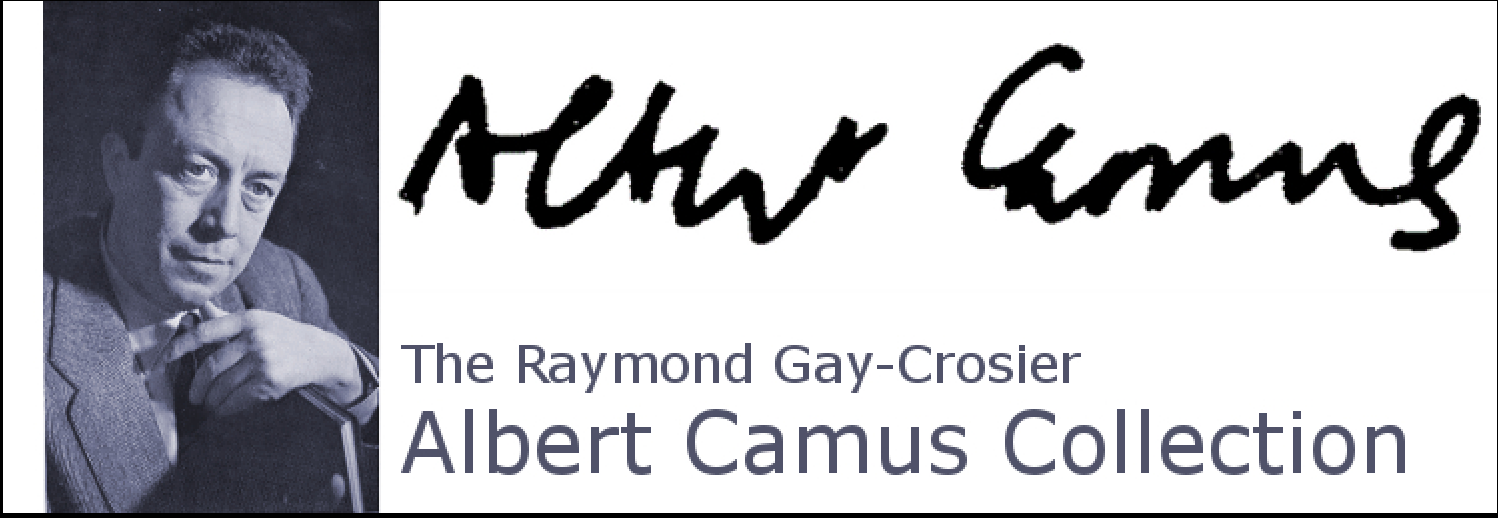 Albert Camus
The Raymond Gay-Crosier
Albert Camus Collection